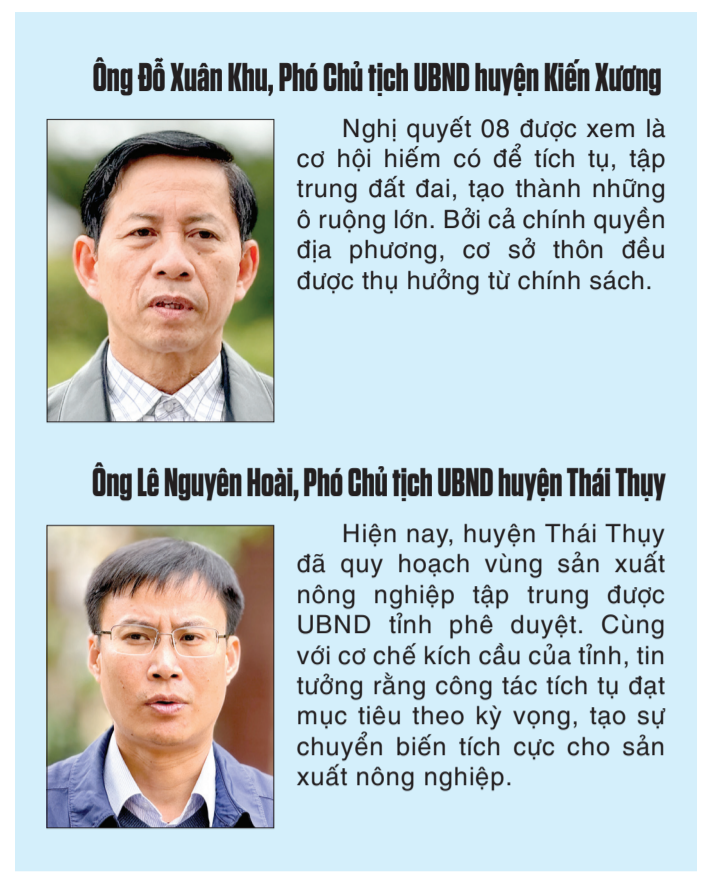 Ông Đỗ Xuân Khu, Phó Chủ tịch UBND huyện Kiến Xương
Nghị quyết 08 được xem là
cơ hội hiếm có để tích tụ, tập
trung đất đai, tạo thành những
ô ruộng lớn. Bởi cả chính quyền
địa phương, cơ sở thôn đều
được thụ hưởng từ chính sách.
Ông Lê Nguyên Hoài, Phó Chủ tịch UBND huyện Thái Thụy
Hiện nay, huyện Thái Thụy
đã quy hoạch vùng sản xuất
nông nghiệp tập trung được
UBND tỉnh phê duyệt. Cùng
với cơ chế kích cầu của tỉnh, tin
tưởng rằng công tác tích tụ đạt
mục tiêu theo kỳ vọng, tạo sự
chuyển biến tích cực cho sản
xuất nông nghiệp.